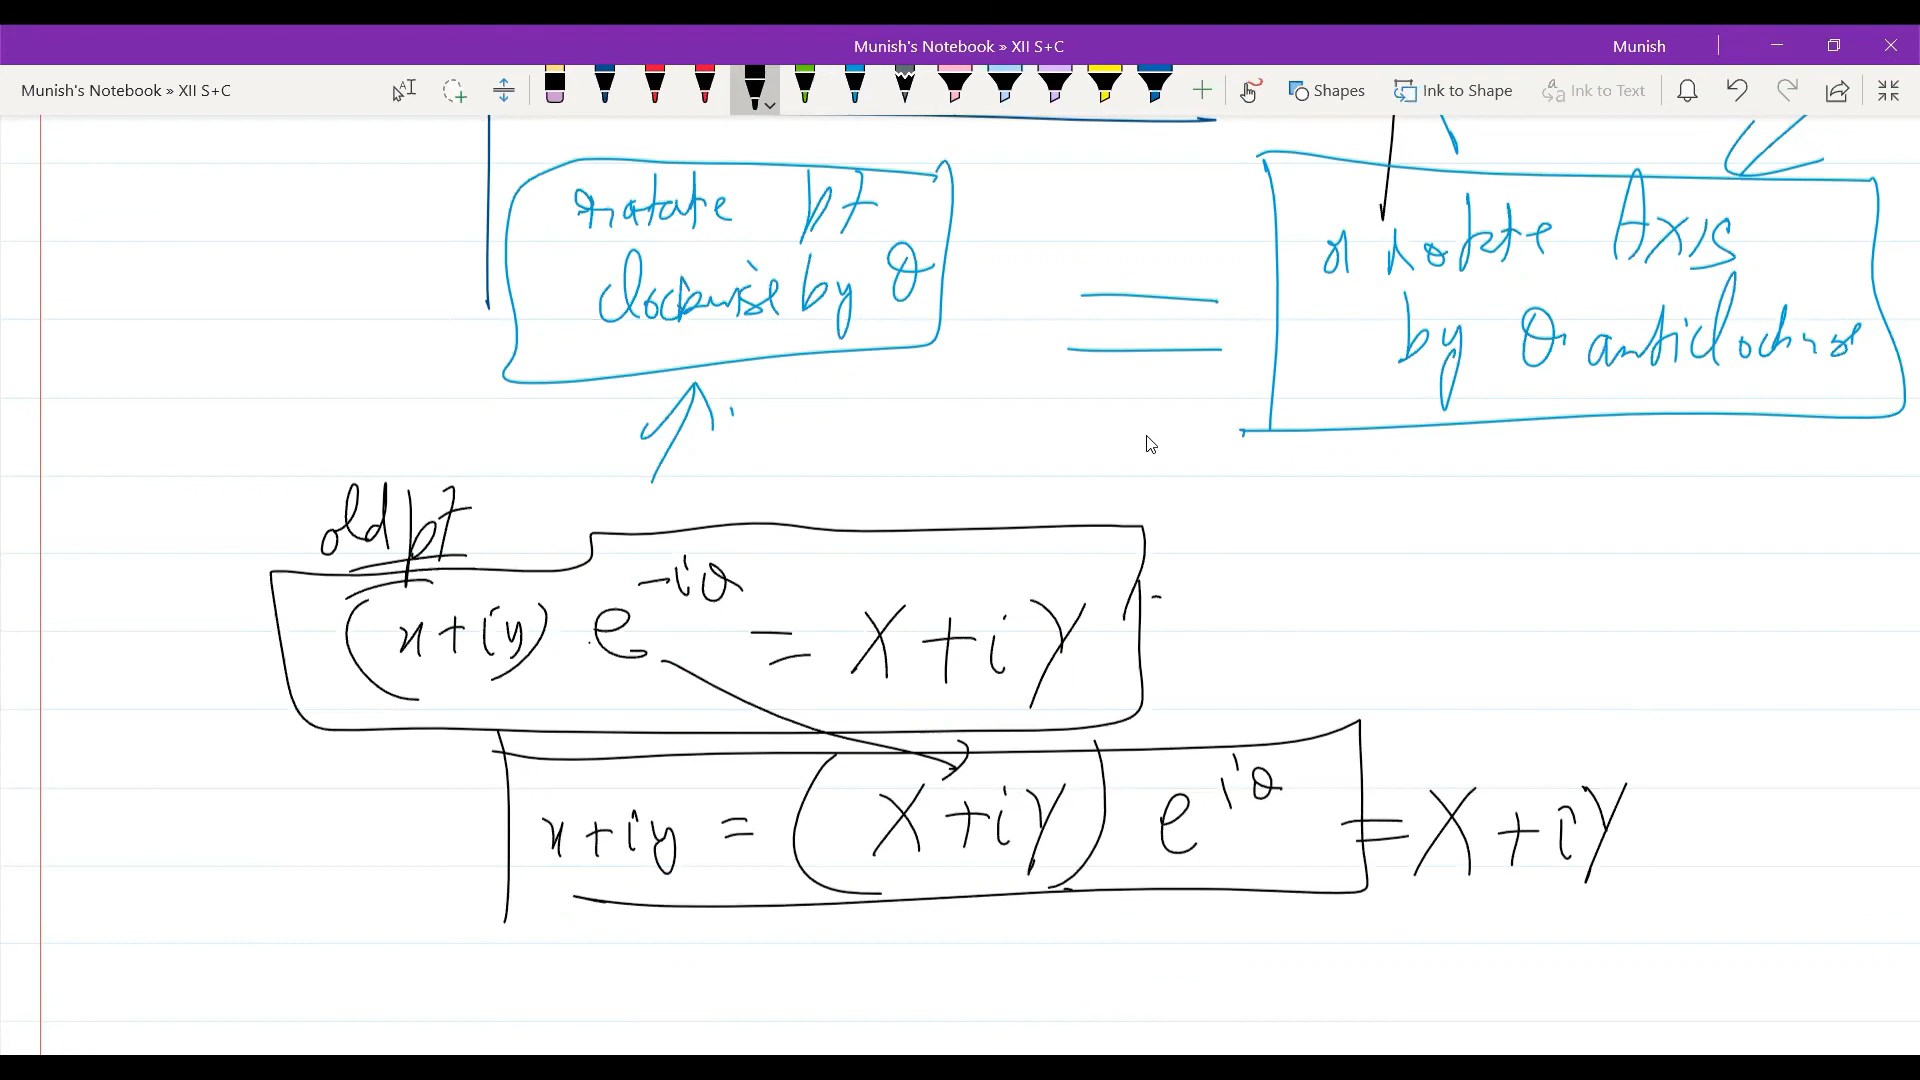 Munish's Notebook » XII S+C
Munish
Munish's Notebook » XII S+C
Shapes
Ink to Shape
Ink to Text
rotate pt
clockwise by θ
=
or rotate Axis
by θ anticlockwise
old pt
(x+iy) e^{-iθ} = X+iY
x+iy = (X+iY) e^{iθ} = X+iY